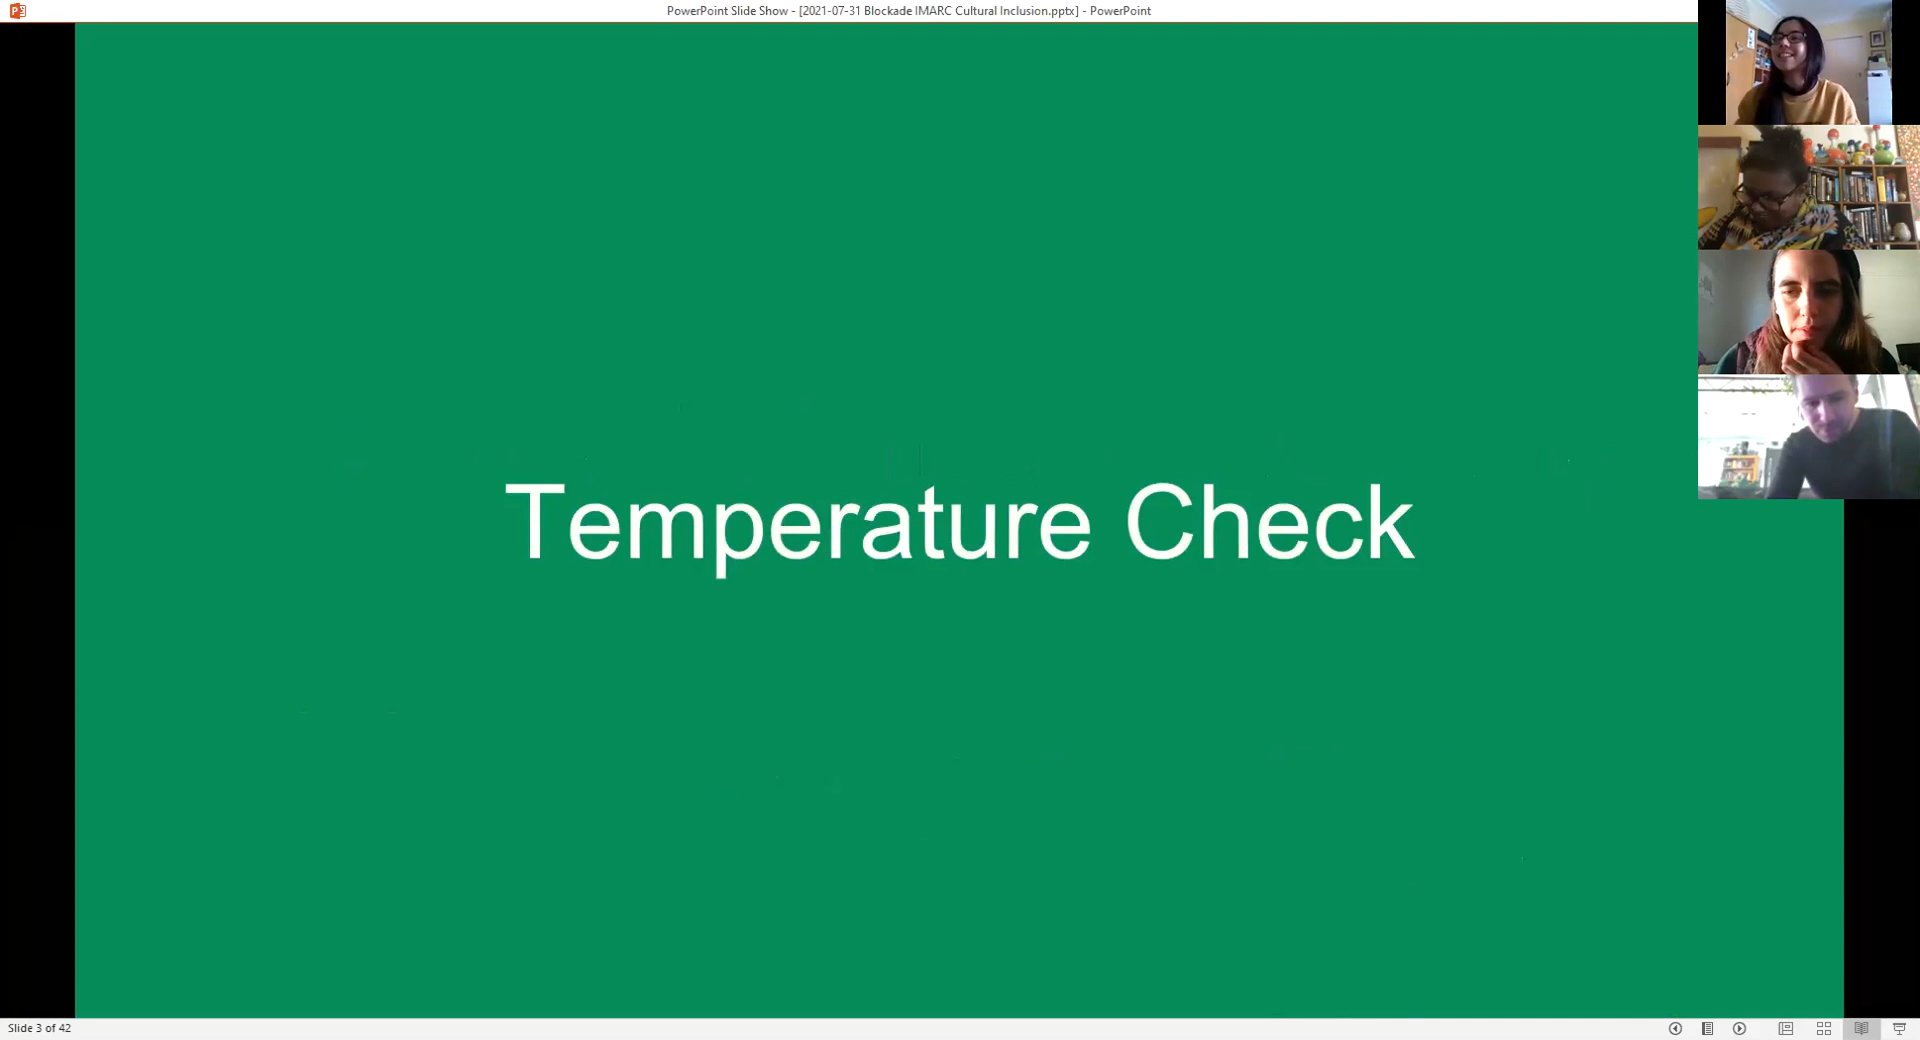 PowerPoint Slide Show - [2021-07-31 Blockade IMARC Cultural Inclusion.pptx] - PowerPoint
Temperature Check
Slide 3 of 42